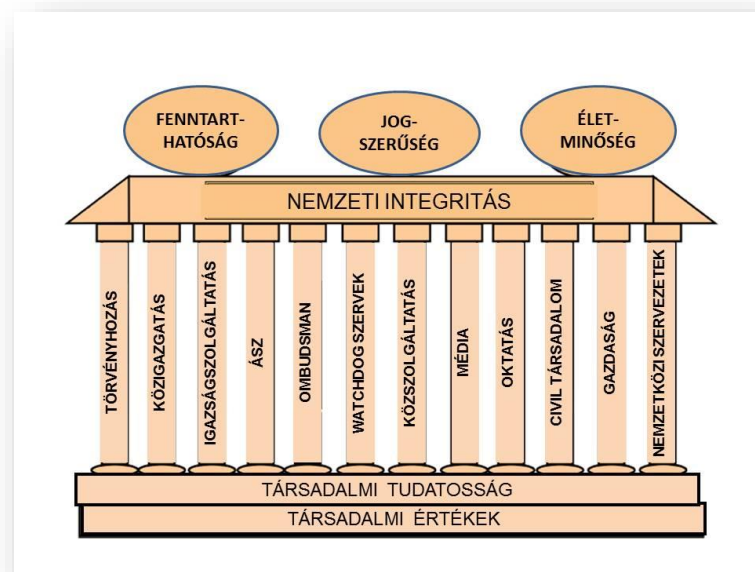 FENNTART-
HATÓSÁG
JOG-
SZERŰSÉG
ÉLET-
MINŐSÉG
NEMZETI INTEGRITÁS
TÖRVÉNYHOZÁS
KÖZIGAZGATÁS
IGAZSÁGSZOLGÁLTATÁS
ÁSZ
OMBUDSMAN
WATCHDOG SZERVEK
KÖZSZOLGÁLTATÁS
MÉDIA
OKTATÁS
CIVIL TÁRSADALOM
GAZDASÁG
NEMZETKÖZI SZERVEZETEK
TÁRSADALMI TUDATOSSÁG
TÁRSADALMI ÉRTÉKEK